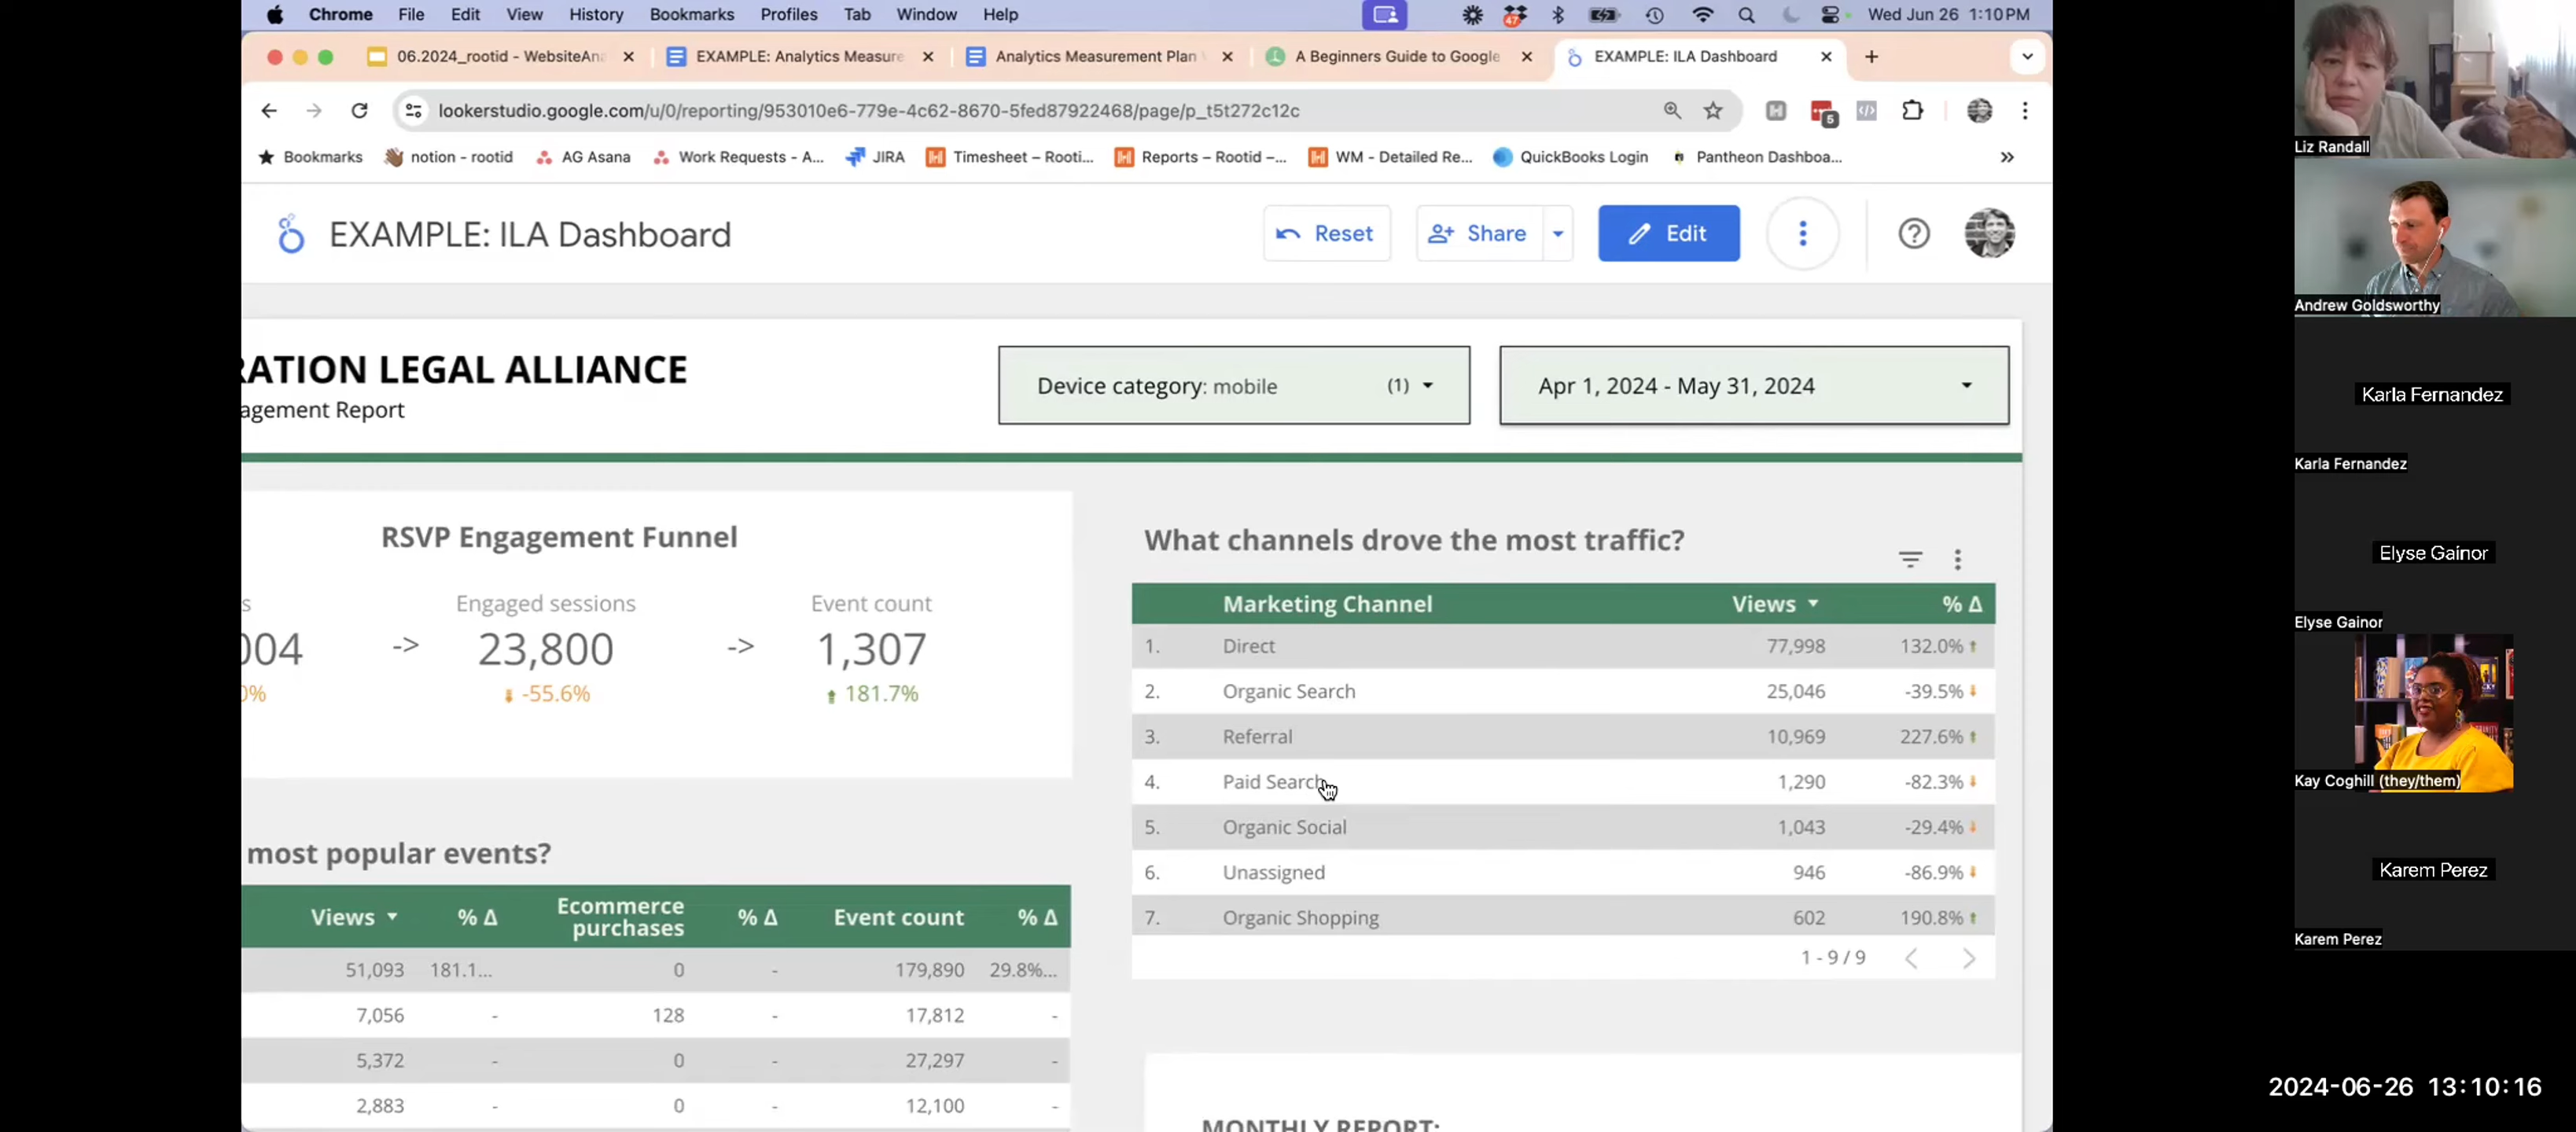 Chrome File Edit View History Bookmarks Profiles Tab Window Help
47
Wed Jun 26 1:10 PM
06.2024_rootid - WebsiteAna
EXAMPLE: Analytics Measure
Analytics Measurement Plan
A Beginners Guide to Google
EXAMPLE: ILA Dashboard
lookerstudio.google.com/u/0/reporting/953010e6-779e-4c62-8670-5fed87922468/page/p_t5t272c12c
5
Bookmarks
notion - rootid
AG Asana
Work Requests - A...
JIRA
Timesheet – Rooti...
Reports – Rootid –...
WM - Detailed Re...
QuickBooks Login
Pantheon Dashboa...
EXAMPLE: ILA Dashboard
Reset
Share
Edit
RATION LEGAL ALLIANCE
agement Report
Device category: mobile (1)
Apr 1, 2024 - May 31, 2024
RSVP Engagement Funnel
s
Engaged sessions
Event count
004 -> 23,800 -> 1,307
0% -55.6% 181.7%
What channels drove the most traffic?
Marketing Channel Views % Δ
1. Direct 77,998 132.0%
2. Organic Search 25,046 -39.5%
3. Referral 10,969 227.6%
4. Paid Search 1,290 -82.3%
5. Organic Social 1,043 -29.4%
6. Unassigned 946 -86.9%
7. Organic Shopping 602 190.8%
1 - 9 / 9
most popular events?
Views % Δ Ecommerce purchases % Δ Event count % Δ
51,093 181.1... 0 - 179,890 29.8%...
7,056 - 128 - 17,812 -
5,372 - 0 - 27,297 -
2,883 - 0 - 12,100 -
MONTHLY REPORT:
Liz Randall
Andrew Goldsworthy
Karla Fernandez
Karla Fernandez
Elyse Gainor
Elyse Gainor
Kay Coghill (they/them)
Karem Perez
Karem Perez
2024-06-26 13:10:16